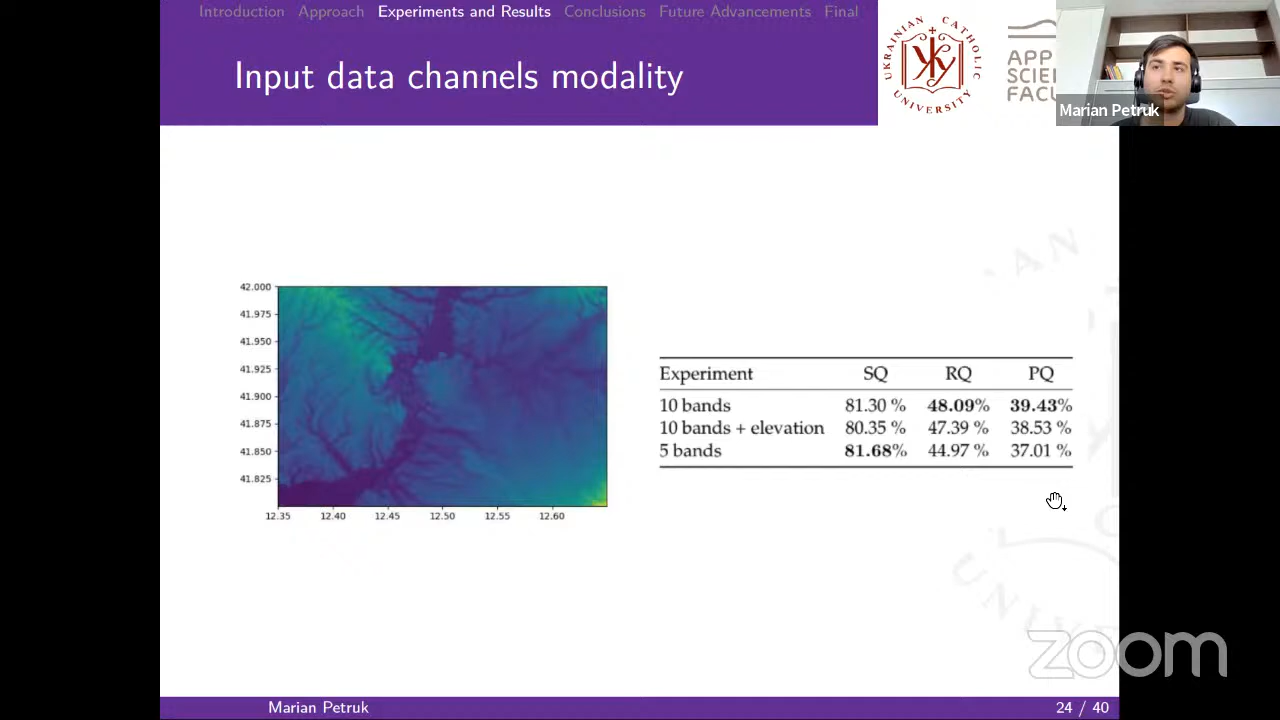 Introduction Approach Experiments and Results Conclusions Future Advancements Final
Input data channels modality
UKRAINIAN CATHOLIC UNIVERSITY
APP
SCIE
FACU
Marian Petruk
42.000
41.975
41.950
41.925
41.900
41.875
41.850
41.825
12.35 12.40 12.45 12.50 12.55 12.60
Experiment SQ RQ PQ
10 bands 81.30 % 48.09% 39.43%
10 bands + elevation 80.35 % 47.39 % 38.53 %
5 bands 81.68% 44.97 % 37.01 %
zoom
Marian Petruk 24 / 40